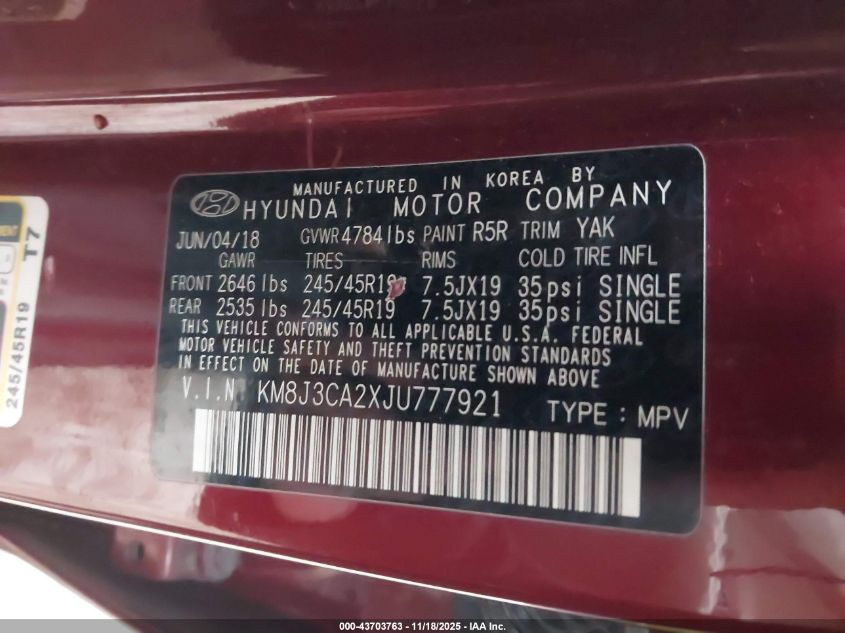 MANUFACTURED IN KOREA BY
HYUNDAI MOTOR COMPANY
JUN/04/18 GVWR 4784lbs PAINT R5R TRIM YAK
GAWR TIRES RIMS COLD TIRE INFL
FRONT 2646 lbs 245/45R19 7.5JX19 35psi SINGLE
REAR 2535 lbs 245/45R19 7.5JX19 35psi SINGLE
THIS VEHICLE CONFORMS TO ALL APPLICABLE U.S.A. FEDERAL
MOTOR VEHICLE SAFETY AND THEFT PREVENTION STANDARDS
IN EFFECT ON THE DATE OF MANUFACTURE SHOWN ABOVE
V.I.N KM8J3CA2XJU777921 TYPE : MPV
245/45R19 T7
000-43703763 - 11/18/2025 - IAA Inc.